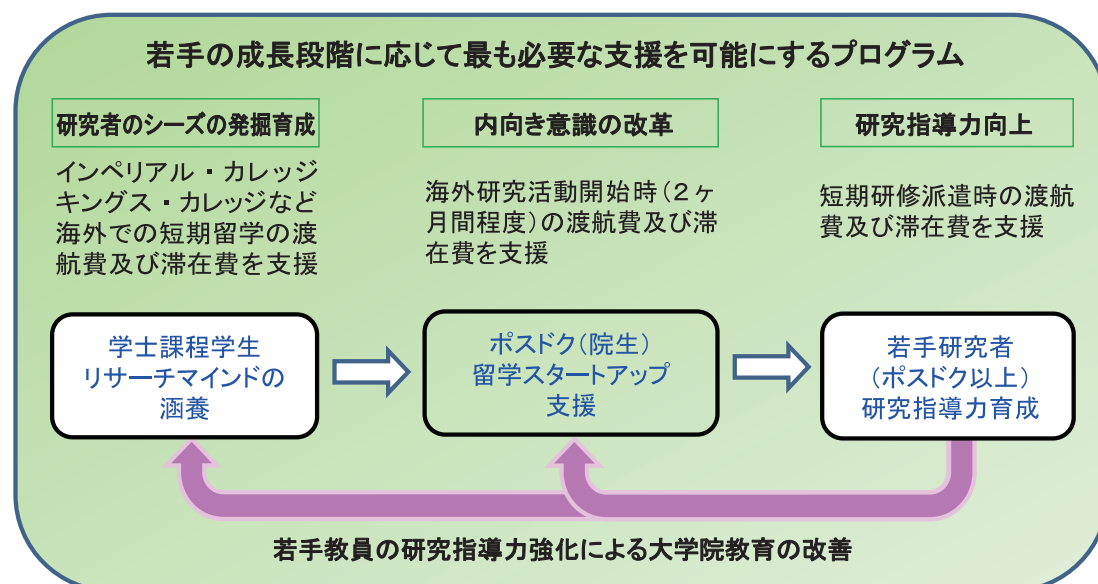 若手の成長段階に応じて最も必要な支援を可能にするプログラム
研究者のシーズの発掘育成
インペリアル・カレッジ
キングス・カレッジなど
海外での短期留学の渡
航費及び滞在費を支援
学士課程学生
リサーチマインドの
涵養
内向き意識の改革
海外研究活動開始時(2ヶ
月間程度)の渡航費及び滞
在費を支援
ポスドク(院生)
留学スタートアップ
支援
研究指導力向上
短期研修派遣時の渡航
費及び滞在費を支援
若手研究者
(ポスドク以上)
研究指導力育成
若手教員の研究指導力強化による大学院教育の改善